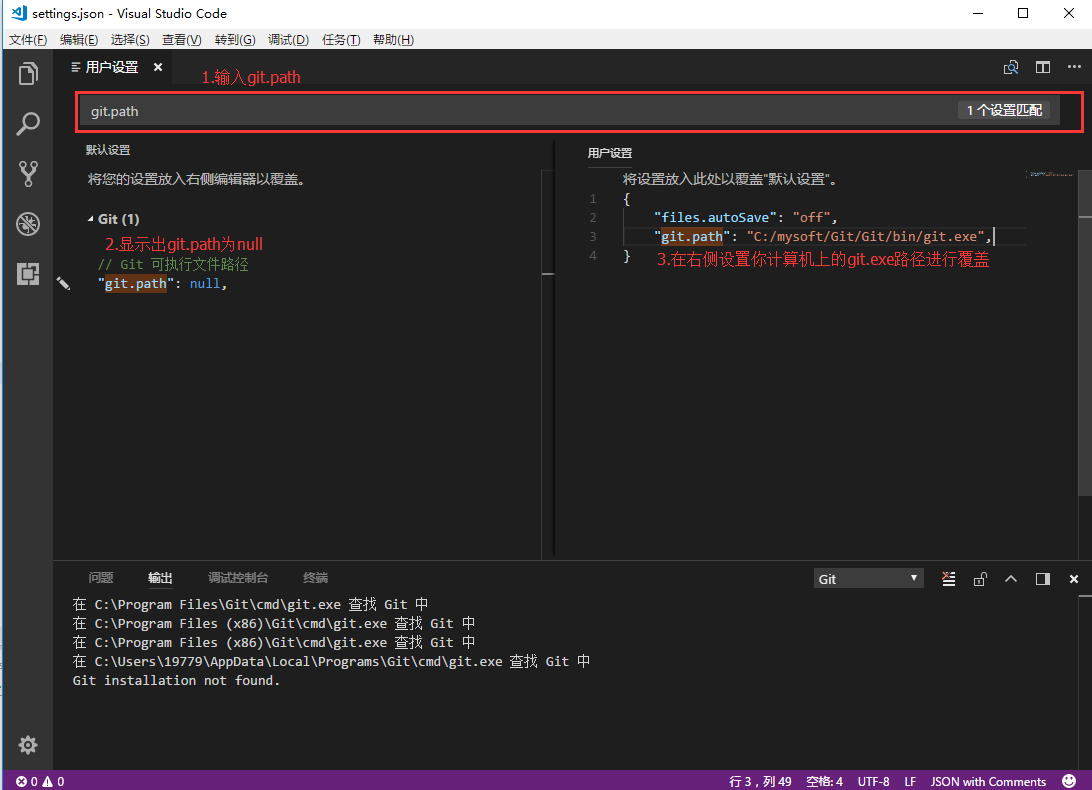 settings.json - Visual Studio Code
文件(F) 编辑(E) 选择(S) 查看(V) 转到(G) 调试(D) 任务(T) 帮助(H)
用户设置
1.输入git.path
git.path 1 个设置匹配
默认设置
将您的设置放入右侧编辑器以覆盖。
Git (1)
2.显示出git.path为null
// Git 可执行文件路径
"git.path": null,
用户设置
将设置放入此处以覆盖"默认设置"。
1 {
2 "files.autoSave": "off",
3 "git.path": "C:/mysoft/Git/Git/bin/git.exe",
4 }
3.在右侧设置你计算机上的git.exe路径进行覆盖
问题 输出 调试控制台 终端 Git
在 C:\Program Files\Git\cmd\git.exe 查找 Git 中
在 C:\Program Files (x86)\Git\cmd\git.exe 查找 Git 中
在 C:\Program Files (x86)\Git\cmd\git.exe 查找 Git 中
在 C:\Users\19779\AppData\Local\Programs\Git\cmd\git.exe 查找 Git 中
Git installation not found.
0 0 行 3，列 49 空格: 4 UTF-8 LF JSON with Comments